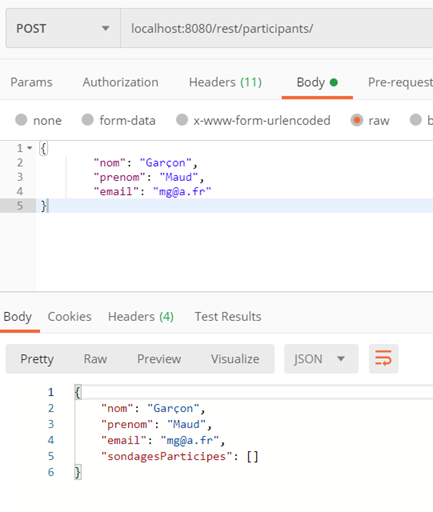 POST localhost:8080/rest/participants/
Params Authorization Headers (11) Body Pre-request
none form-data x-www-form-urlencoded raw b
1 {
2 "nom": "Garçon",
3 "prenom": "Maud",
4 "email": "mg@a.fr"
5 }
Body Cookies Headers (4) Test Results
Pretty Raw Preview Visualize JSON
1 {
2 "nom": "Garçon",
3 "prenom": "Maud",
4 "email": "mg@a.fr",
5 "sondagesParticipes": []
6 }